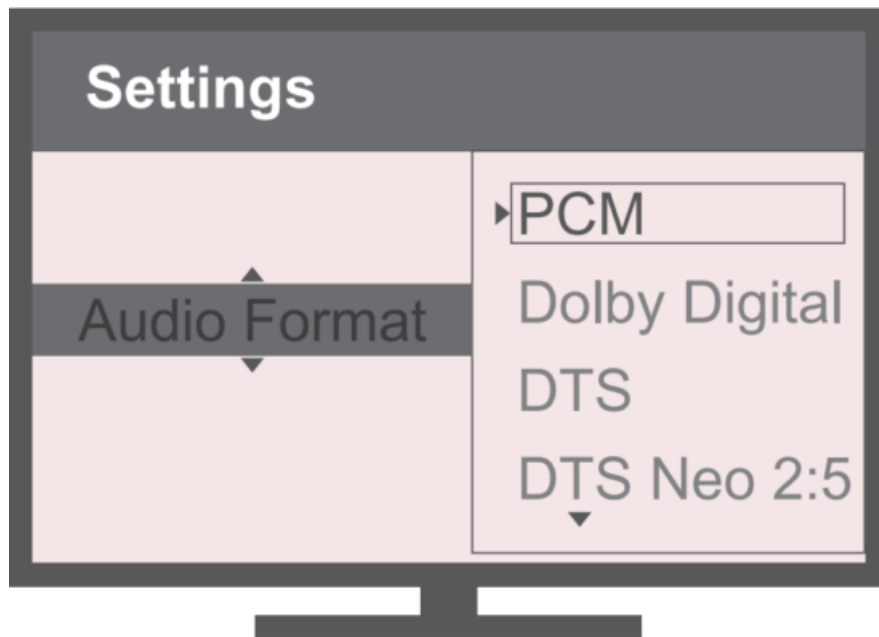 Settings
Audio Format
PCM
Dolby Digital
DTS
DTS Neo 2:5